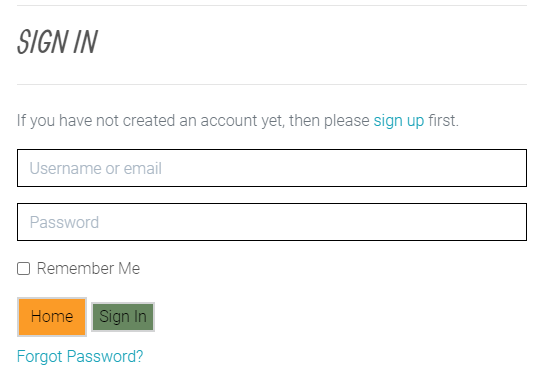 SIGN IN
If you have not created an account yet, then please sign up first.
Username or email
Password
Remember Me
Home Sign In
Forgot Password?